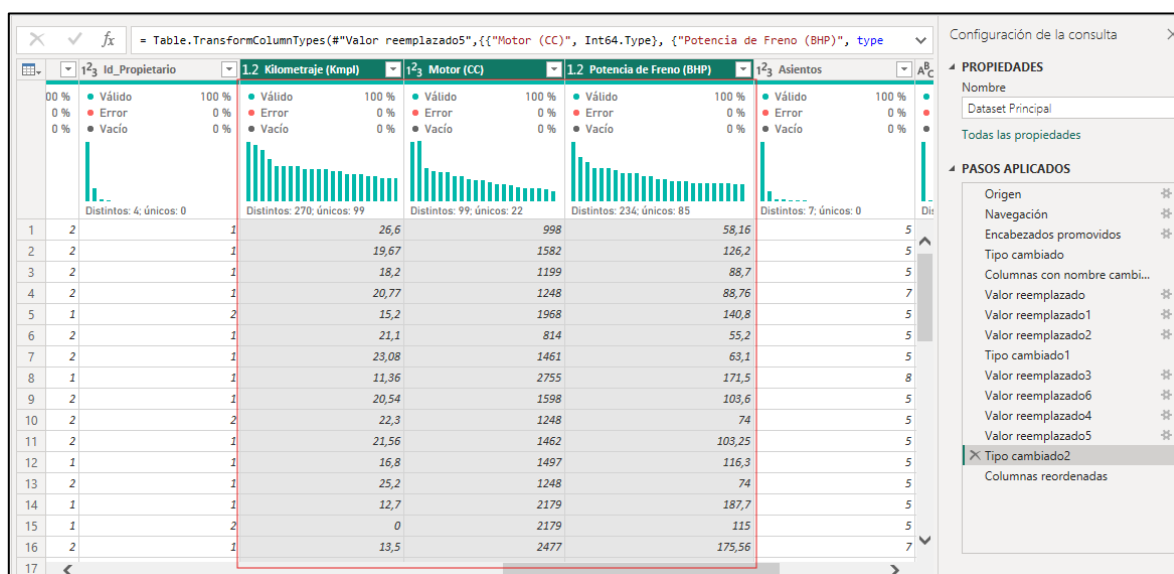 fx = Table.TransformColumnTypes(#"Valor reemplazado5",{{"Motor (CC)", Int64.Type}, {"Potencia de Freno (BHP)", type
1²3 Id_Propietario 1.2 Kilometraje (Kmpl) 1²3 Motor (CC) 1.2 Potencia de Freno (BHP) 1²3 Asientos ABC
00 % Válido 100 % Válido 100 % Válido 100 % Válido 100 % Válido 100 %
0 % Error 0 % Error 0 % Error 0 % Error 0 % Error 0 %
0 % Vacío 0 % Vacío 0 % Vacío 0 % Vacío 0 % Vacío 0 %
Distintos: 4; únicos: 0 Distintos: 270; únicos: 99 Distintos: 99; únicos: 22 Distintos: 234; únicos: 85 Distintos: 7; únicos: 0 Dis
1 2 1 26,6 998 58,16 5
2 2 1 19,67 1582 126,2 5
3 2 1 18,2 1199 88,7 5
4 2 1 20,77 1248 88,76 7
5 1 2 15,2 1968 140,8 5
6 2 1 21,1 814 55,2 5
7 2 1 23,08 1461 63,1 5
8 1 1 11,36 2755 171,5 8
9 2 1 20,54 1598 103,6 5
10 2 2 22,3 1248 74 5
11 2 1 21,56 1462 103,25 5
12 1 1 16,8 1497 116,3 5
13 2 1 25,2 1248 74 5
14 1 1 12,7 2179 187,7 5
15 1 2 0 2179 115 5
16 2 1 13,5 2477 175,56 7
17
Configuración de la consulta
PROPIEDADES
Nombre
Dataset Principal
Todas las propiedades
PASOS APLICADOS
Origen
Navegación
Encabezados promovidos
Tipo cambiado
Columnas con nombre cambi...
Valor reemplazado
Valor reemplazado1
Valor reemplazado2
Tipo cambiado1
Valor reemplazado3
Valor reemplazado6
Valor reemplazado4
Valor reemplazado5
Tipo cambiado2
Columnas reordenadas